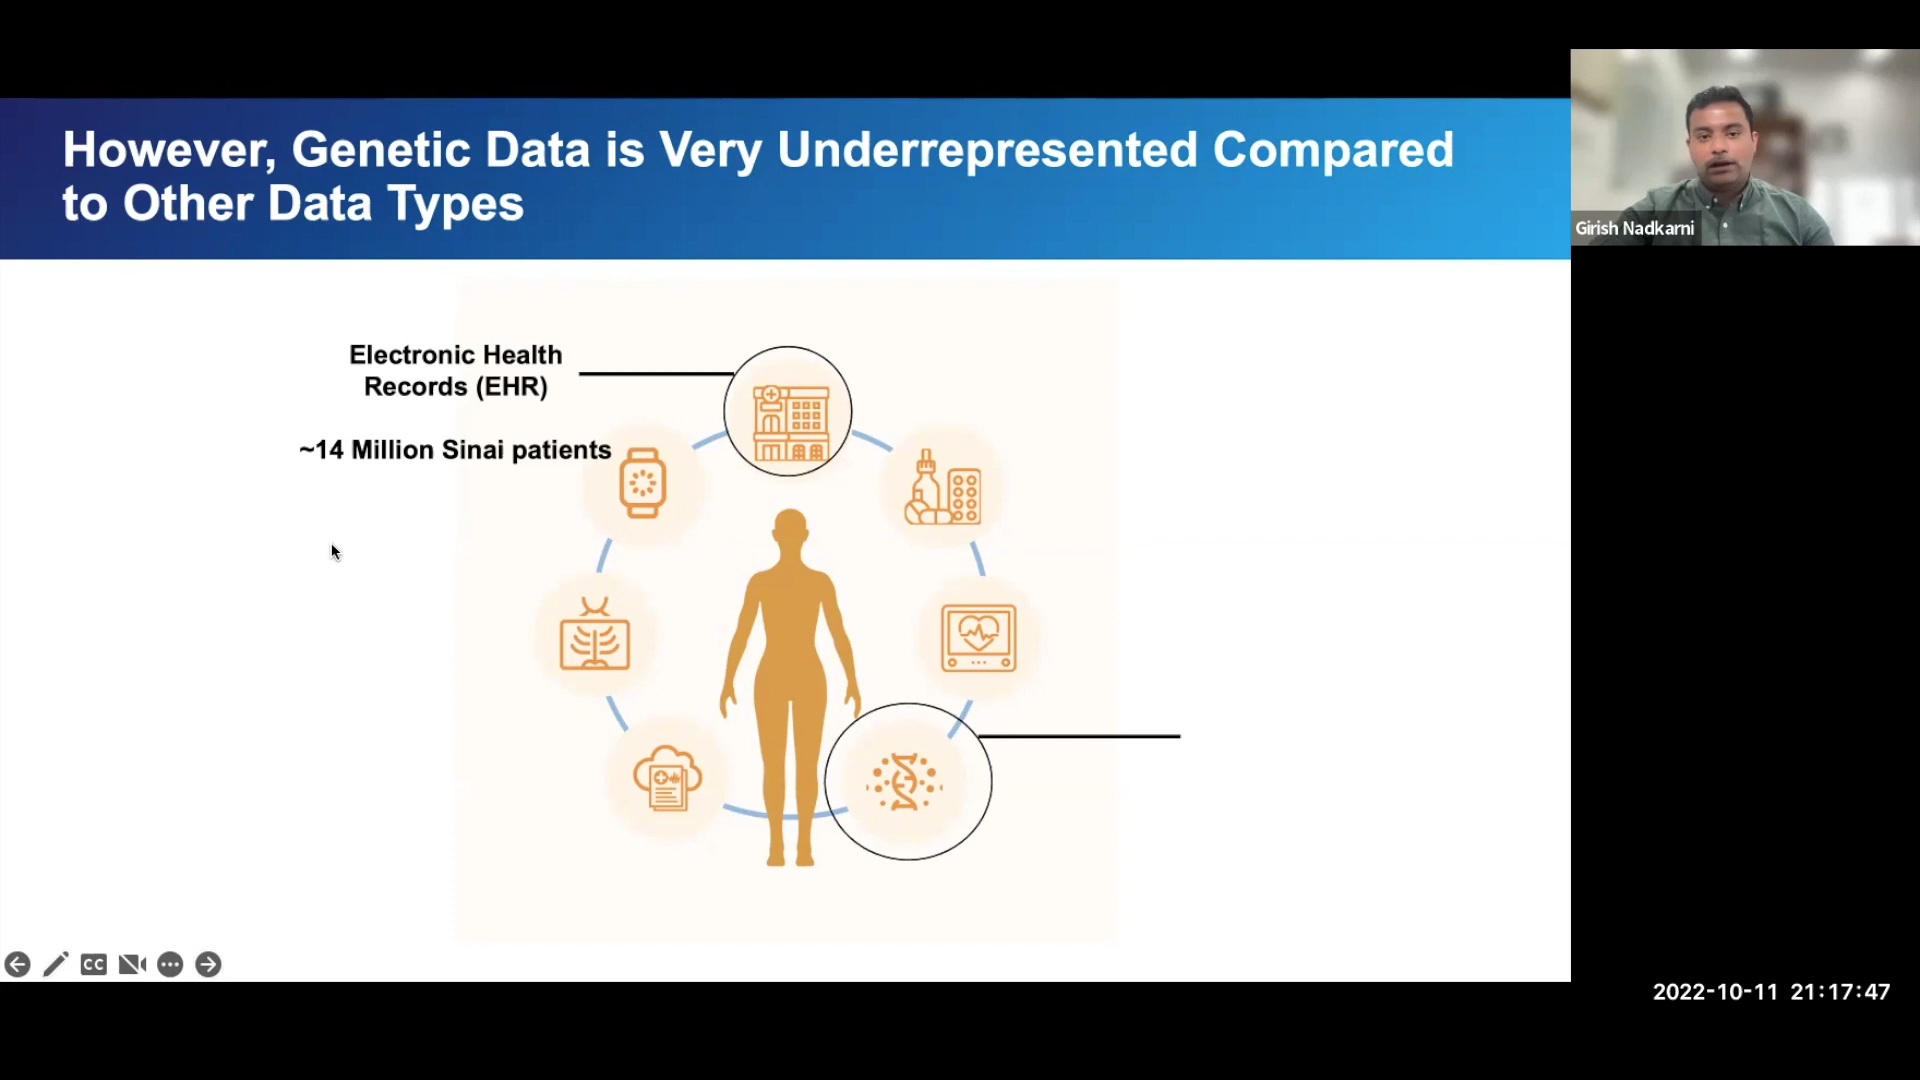 However, Genetic Data is Very Underrepresented Compared
to Other Data Types
Girish Nadkarni
Electronic Health
Records (EHR)
~14 Million Sinai patients
CC
2022-10-11 21:17:47